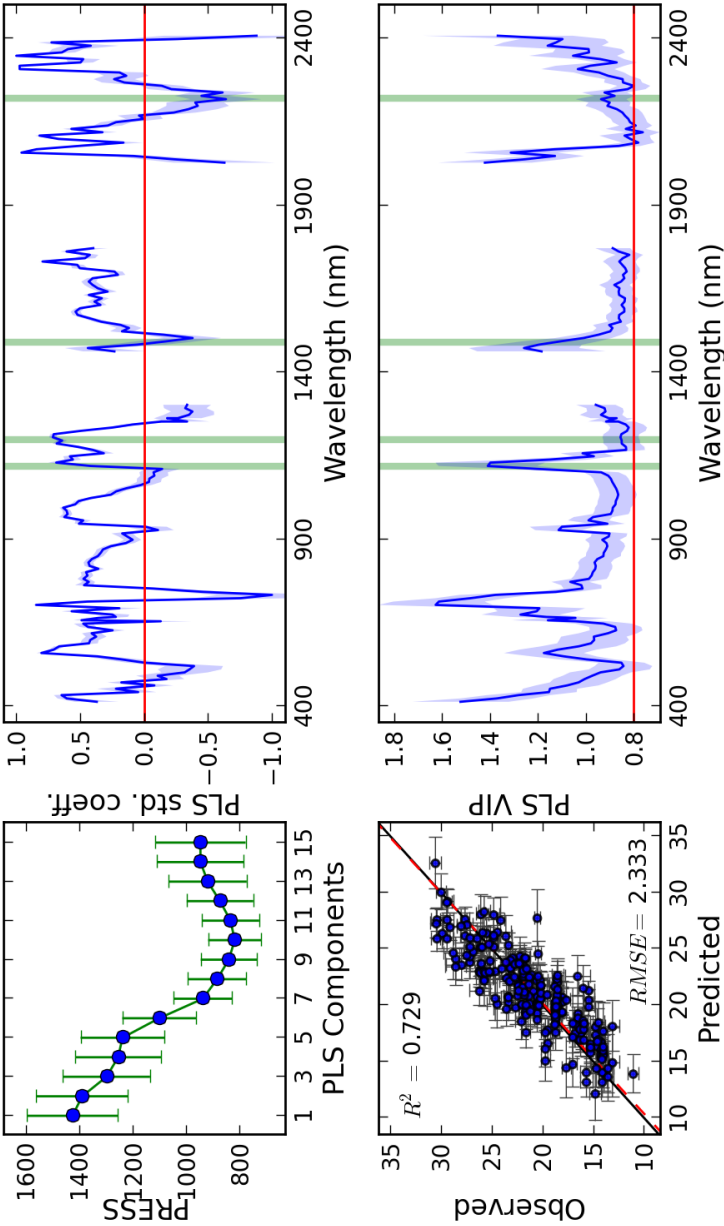 1600
1400
1200
1000
800
PRESS
1 3 5 7 9 11 13 15
PLS Components
1.0
0.5
0.0
−0.5
−1.0
PLS std. coeff.
400 900 1400 1900 2400
Wavelength (nm)
35
30
25
20
15
10
Observed
R² = 0.729
RMSE = 2.333
10 15 20 25 30 35
Predicted
1.8
1.6
1.4
1.2
1.0
0.8
PLS VIP
400 900 1400 1900 2400
Wavelength (nm)